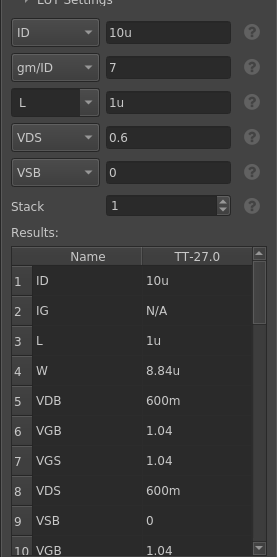 LUT Settings
ID 10u ?
gm/ID 7 ?
L 1u ?
VDS 0.6 ?
VSB 0 ?
Stack 1 ?
Results:
Name TT-27.0
1 ID 10u
2 IG N/A
3 L 1u
4 W 8.84u
5 VDB 600m
6 VGB 1.04
7 VGS 1.04
8 VDS 600m
9 VSB 0
10 VGB 1.04